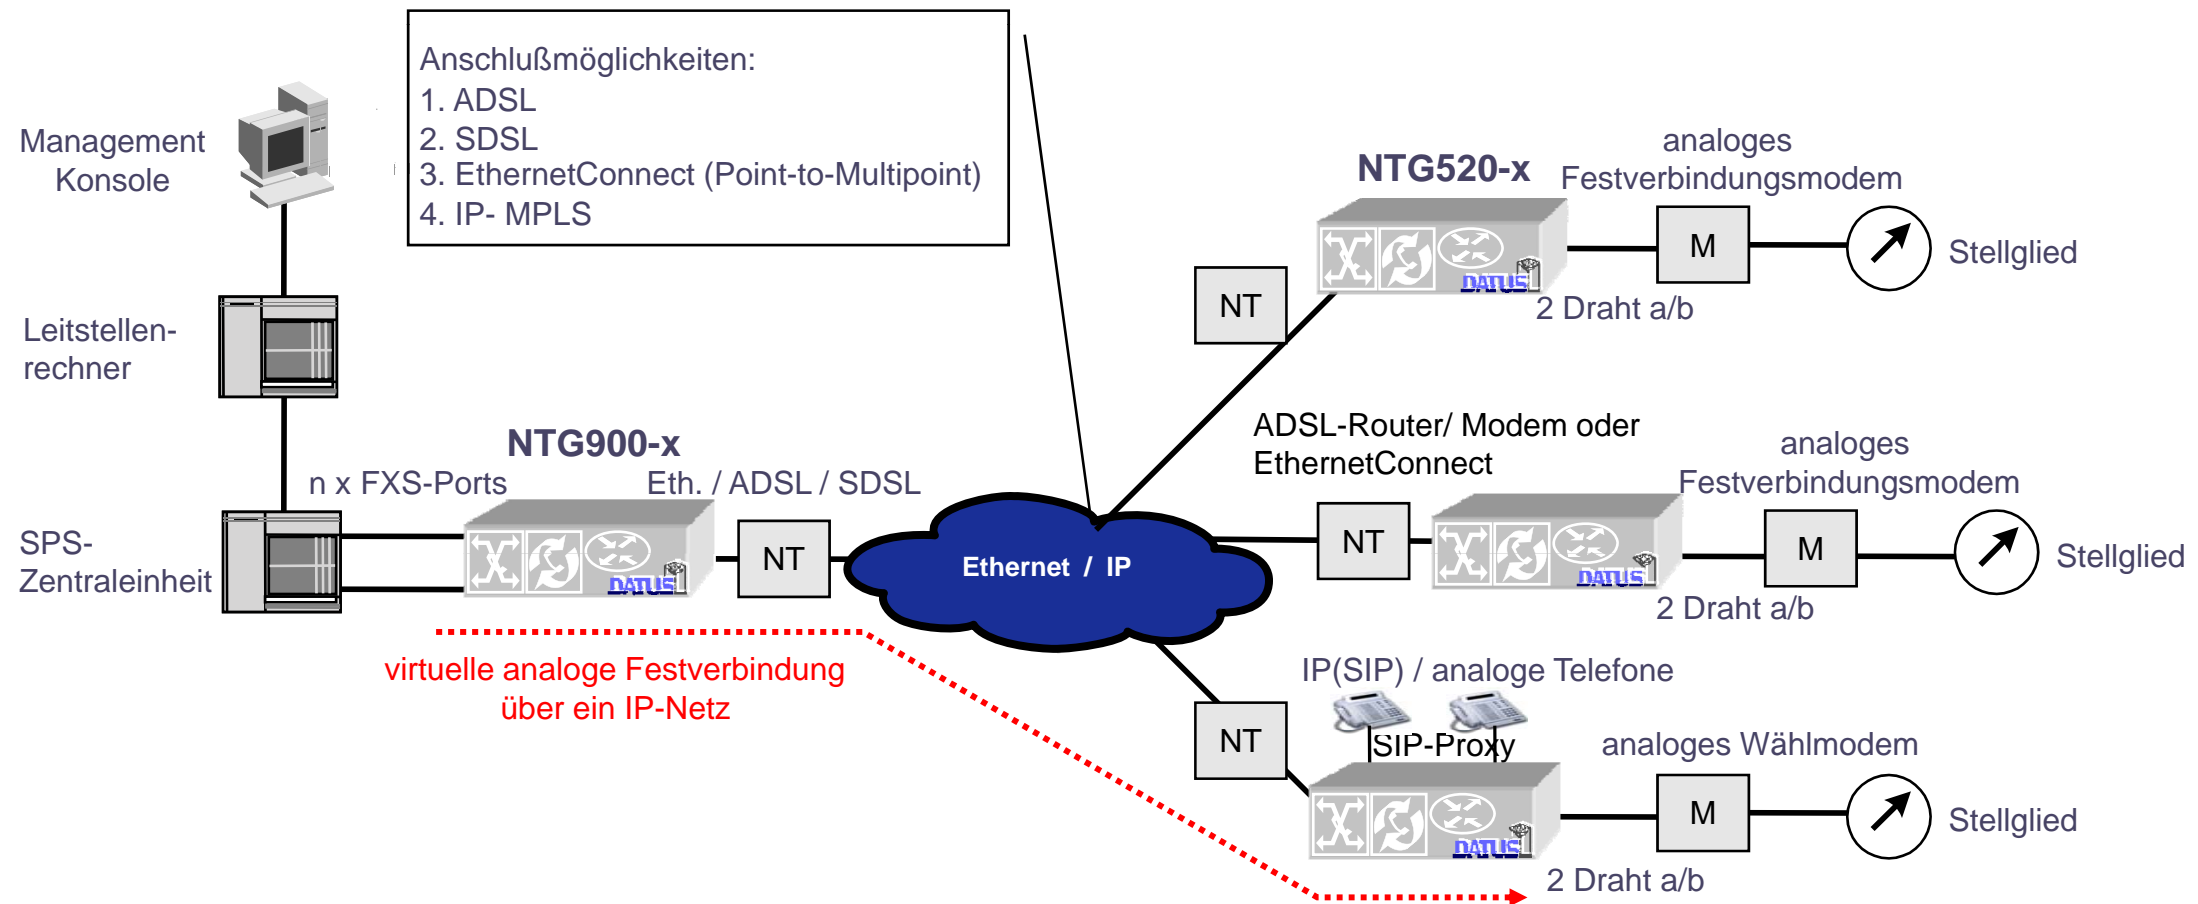 Anschlußmöglichkeiten:
1. ADSL
2. SDSL
3. EthernetConnect (Point-to-Multipoint)
4. IP- MPLS
Management
Konsole
Leitstellen-
rechner
SPS-
Zentraleinheit
n x FXS-Ports
NTG900-x
Eth. / ADSL / SDSL
DATUS
NT
Ethernet / IP
virtuelle analoge Festverbindung
über ein IP-Netz
NT
NTG520-x
DATUS
analoges
Festverbindungsmodem
M
Stellglied
2 Draht a/b
ADSL-Router/ Modem oder
EthernetConnect
NT
DATUS
analoges
Festverbindungsmodem
M
Stellglied
2 Draht a/b
IP(SIP) / analoge Telefone
SIP-Proxy
NT
DATUS
analoges Wählmodem
M
Stellglied
2 Draht a/b